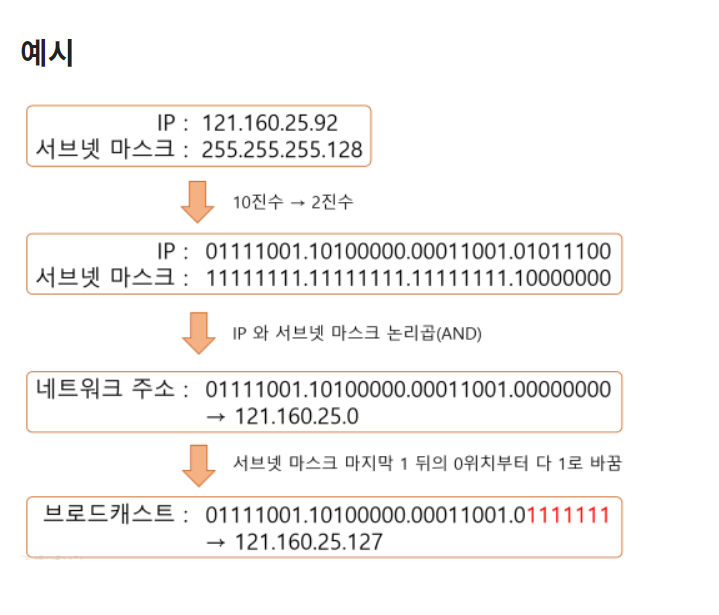 예시
IP : 121.160.25.92
서브넷 마스크 : 255.255.255.128
10진수 → 2진수
IP : 01111001.10100000.00011001.01011100
서브넷 마스크 : 11111111.11111111.11111111.10000000
IP 와 서브넷 마스크 논리곱(AND)
네트워크 주소 : 01111001.10100000.00011001.00000000
→ 121.160.25.0
서브넷 마스크 마지막 1 뒤의 0위치부터 다 1로 바꿈
브로드캐스트 : 01111001.10100000.00011001.01111111
→ 121.160.25.127